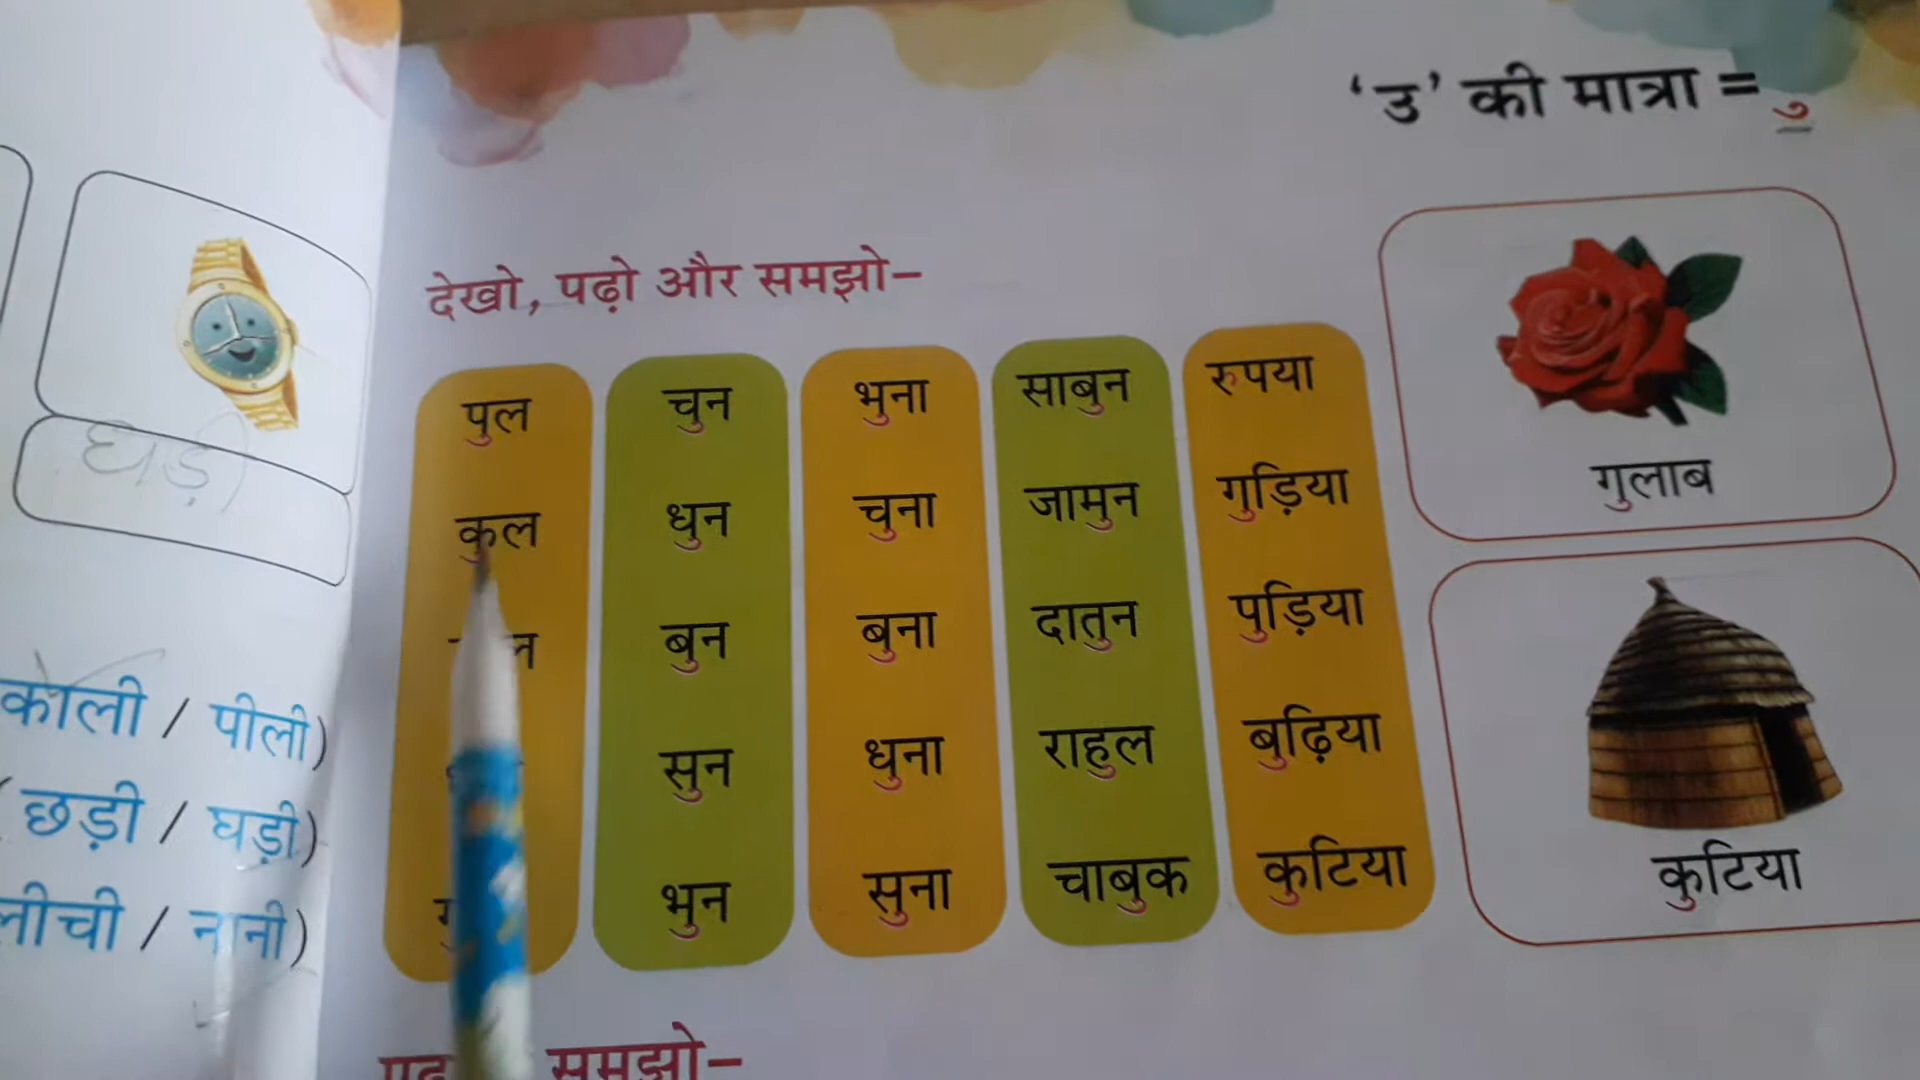 'उ' की मात्रा = ु
देखो, पढ़ो और समझो–
पुल चुन भुना साबुन रुपया
कुल धुन चुना जामुन गुड़िया
बुन बुना दातुन पुड़िया
सुन धुना राहुल बुढ़िया
भुन सुना चाबुक कुटिया
गुलाब
कुटिया
समझो–
घड़ी
काली / पीली)
(छड़ी / घड़ी)
लीची / नानी)